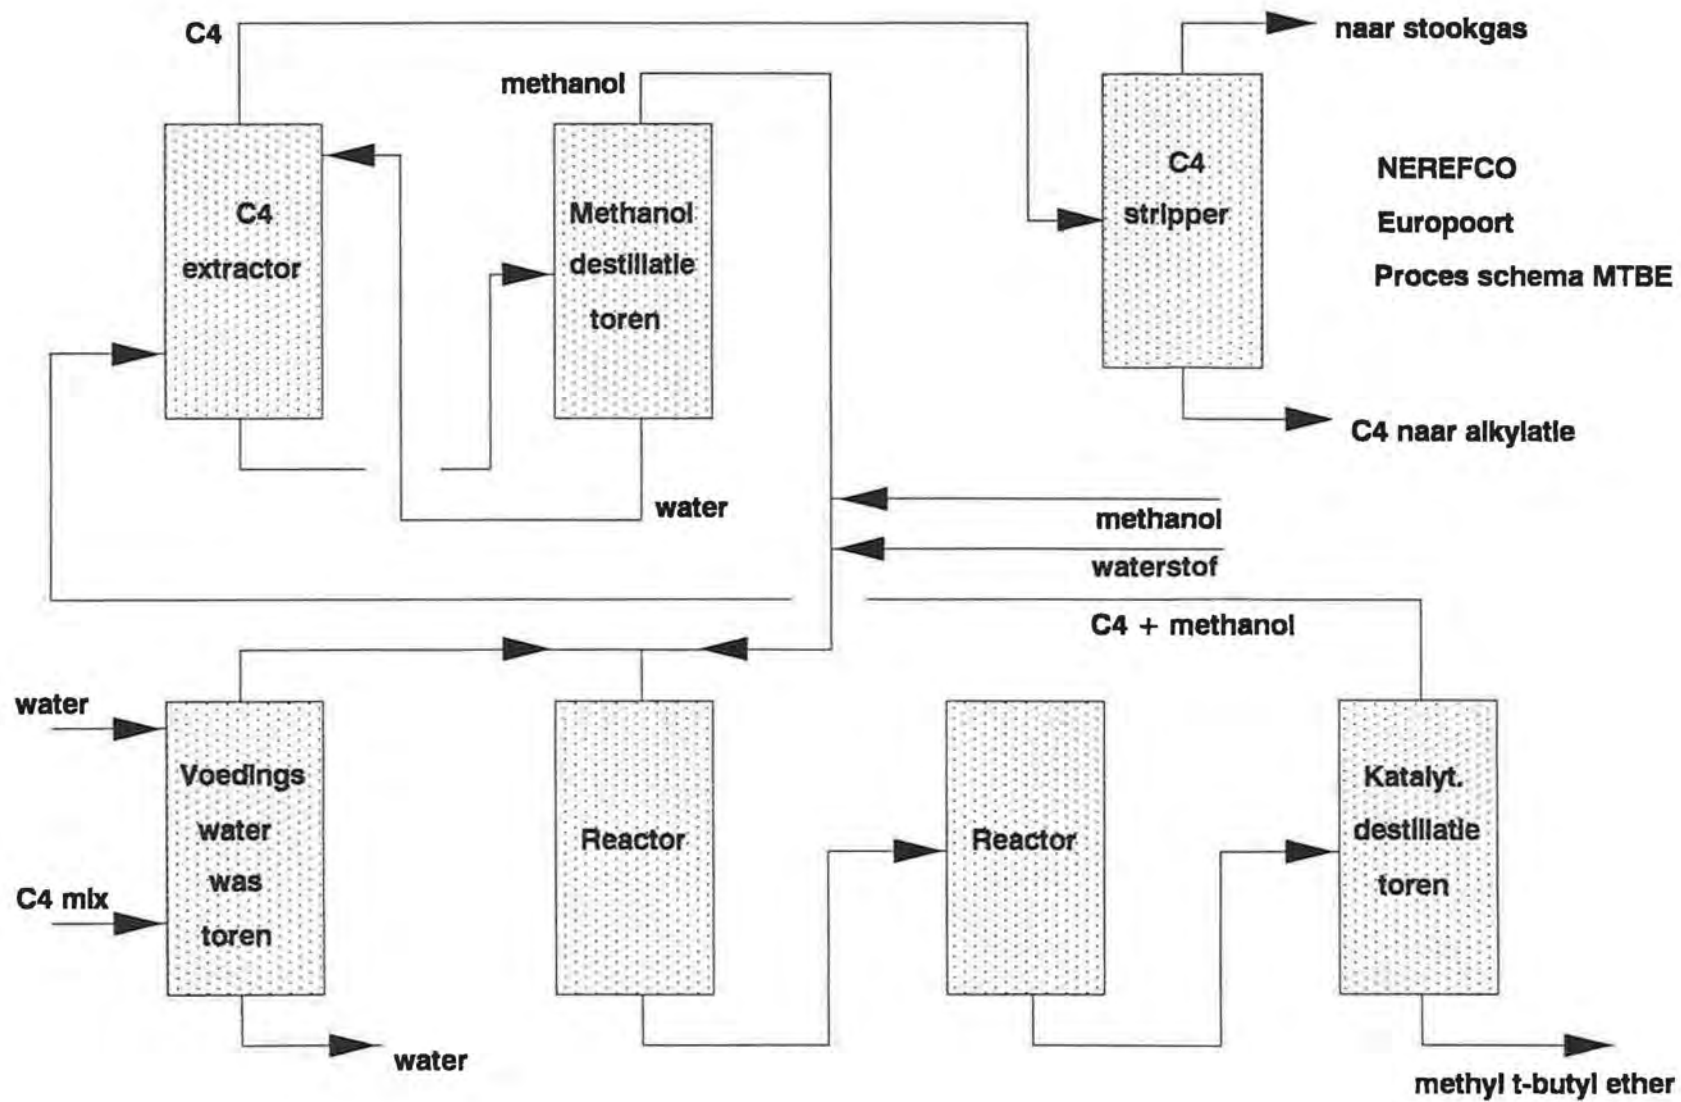 C4
naar stookgas
methanol
C4
stripper
NEREFCO
Europoort
Proces schema MTBE
C4
extractor
Methanol
destillatie
toren
C4 naar alkylatie
water
methanol
waterstof
C4 + methanol
water
Voedings
water
was
toren
C4 mix
Reactor
Reactor
Katalyt.
destillatie
toren
water
methyl t-butyl ether